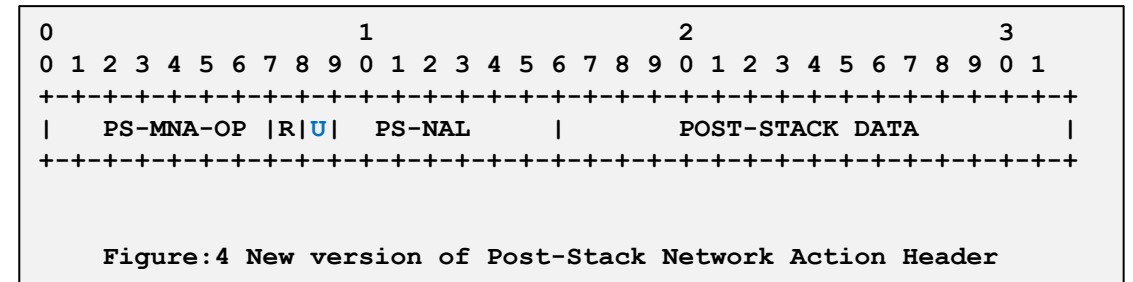 0                   1                   2                   3
0 1 2 3 4 5 6 7 8 9 0 1 2 3 4 5 6 7 8 9 0 1 2 3 4 5 6 7 8 9 0 1
+-+-+-+-+-+-+-+-+-+-+-+-+-+-+-+-+-+-+-+-+-+-+-+-+-+-+-+-+-+-+-+-+
|   PS-MNA-OP |R|U|  PS-NAL     |       POST-STACK DATA         |
+-+-+-+-+-+-+-+-+-+-+-+-+-+-+-+-+-+-+-+-+-+-+-+-+-+-+-+-+-+-+-+-+
Figure:4 New version of Post-Stack Network Action Header